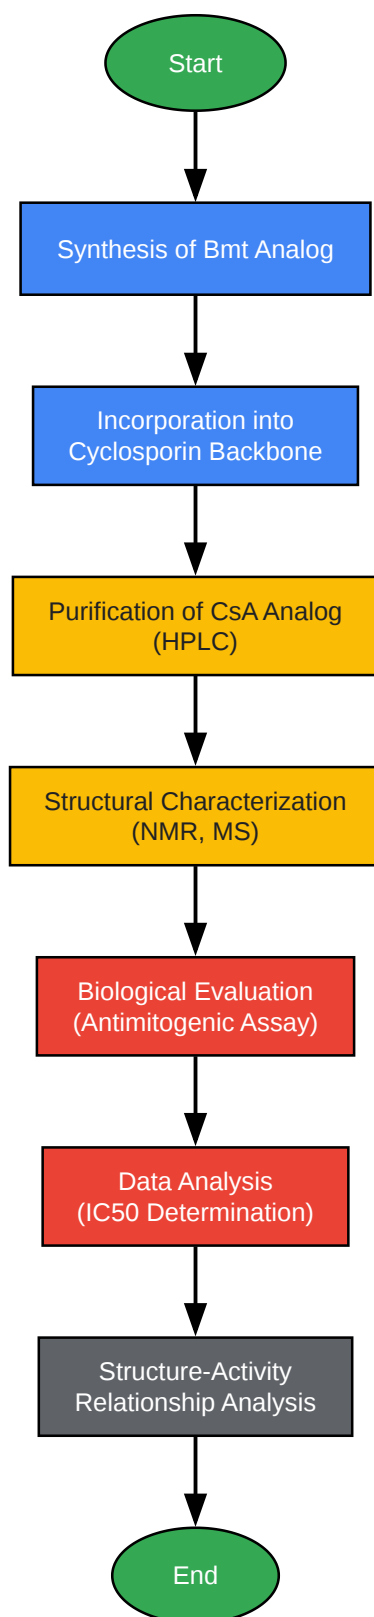 Start
Synthesis of Bmt Analog
Incorporation into
Cyclosporin Backbone
Purification of CsA Analog
(HPLC)
Structural Characterization
(NMR, MS)
Biological Evaluation
(Antimitogenic Assay)
Data Analysis
(IC50 Determination)
Structure-Activity
Relationship Analysis
End